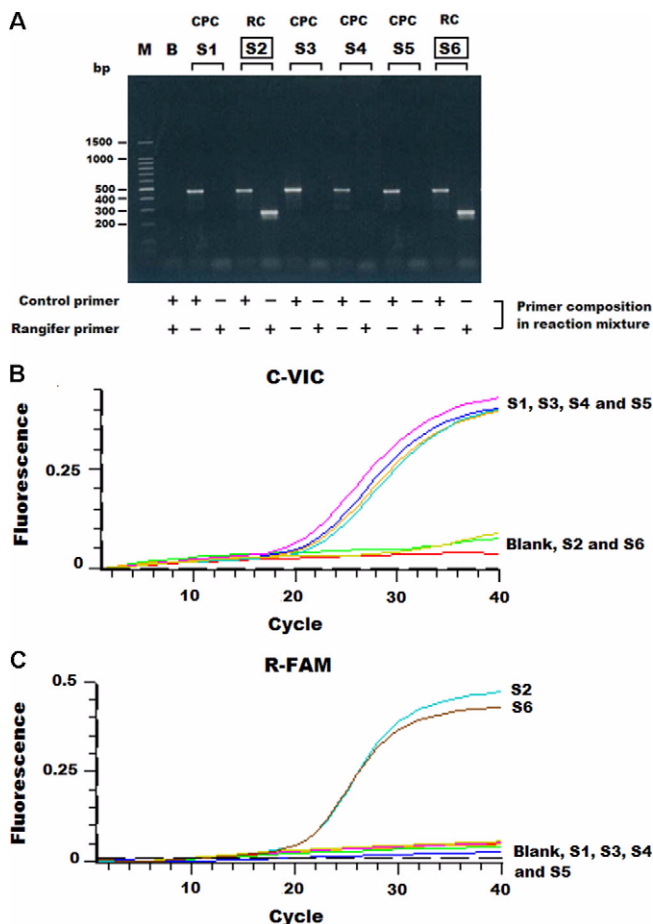 A
CPC RC CPC CPC CPC RC
M B S1 S2 S3 S4 S5 S6
bp
1500
1000
500
400
300
200
Control primer + + − + − + − + − + − + −
Rangifer primer + − + − + − + − + − + − +
Primer composition
in reaction mixture
B
C-VIC
Fluorescence
0.25
0
0 10 20 30 40
Cycle
S1, S3, S4 and S5
Blank, S2 and S6
C
R-FAM
Fluorescence
0.5
0.25
0
0 10 20 30 40
Cycle
S2
S6
Blank, S1, S3, S4
and S5